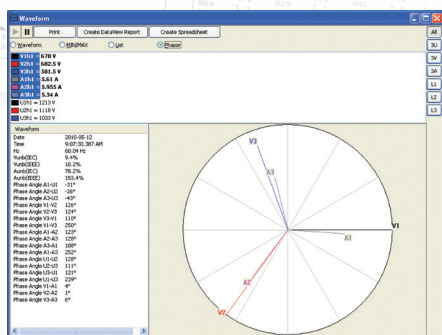 Waveform
Print
Create DataView Report
Create Spreadsheet
Waveform
MIN/MAX
List
Phasor
All
3U
3V
3A
L1
L2
L3
V1h1 = 678 V
V2h1 = 682.5 V
V3h1 = 581.5 V
A1h1 = 5.61 A
A2h1 = 5.955 A
A3h1 = 5.34 A
U1h1 = 1213 V
U2h1 = 1118 V
U3h1 = 1033 V
Waveform
Date 2010-05-12
Time 9:07:30.387 AM
Hz 60.04 Hz
Vunb(IEC) 9.4%
Vunb(IEEE) 10.2%
Aunb(IEC) 78.2%
Aunb(IEEE) 153.4%
Phase Angle A1-U1 -31°
Phase Angle A2-U2 -26°
Phase Angle A3-U3 -43°
Phase Angle V1-V2 126°
Phase Angle V2-V3 124°
Phase Angle V3-V1 110°
Phase Angle V1-V3 250°
Phase Angle A1-A2 123°
Phase Angle A2-A3 128°
Phase Angle A3-A1 108°
Phase Angle U1-U2 128°
Phase Angle U2-U3 111°
Phase Angle U3-U1 121°
Phase Angle U1-U3 239°
Phase Angle V1-A1 4°
Phase Angle V2-A2 1°
Phase Angle V3-A3 6°
V3
A3
V1
A1
A2
V2